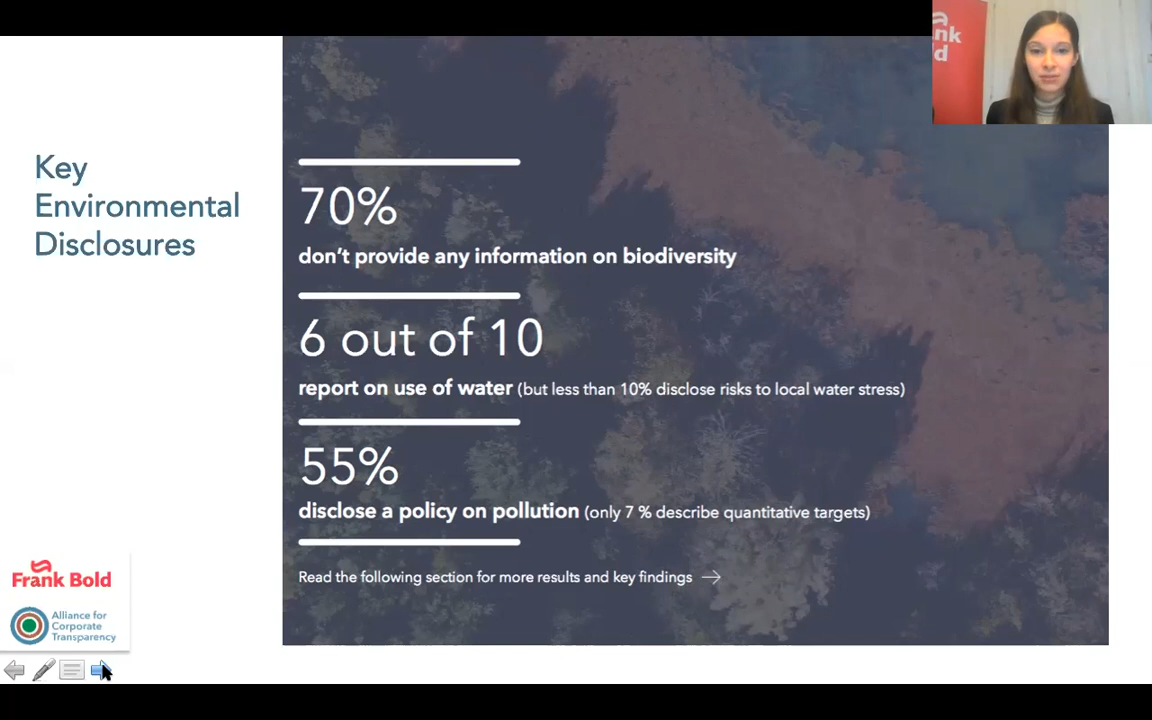 nk
d
Key
Environmental
Disclosures
70%
don't provide any information on biodiversity
6 out of 10
report on use of water (but less than 10% disclose risks to local water stress)
55%
disclose a policy on pollution (only 7 % describe quantitative targets)
Read the following section for more results and key findings →
Frank Bold
Alliance for
Corporate
Transparency